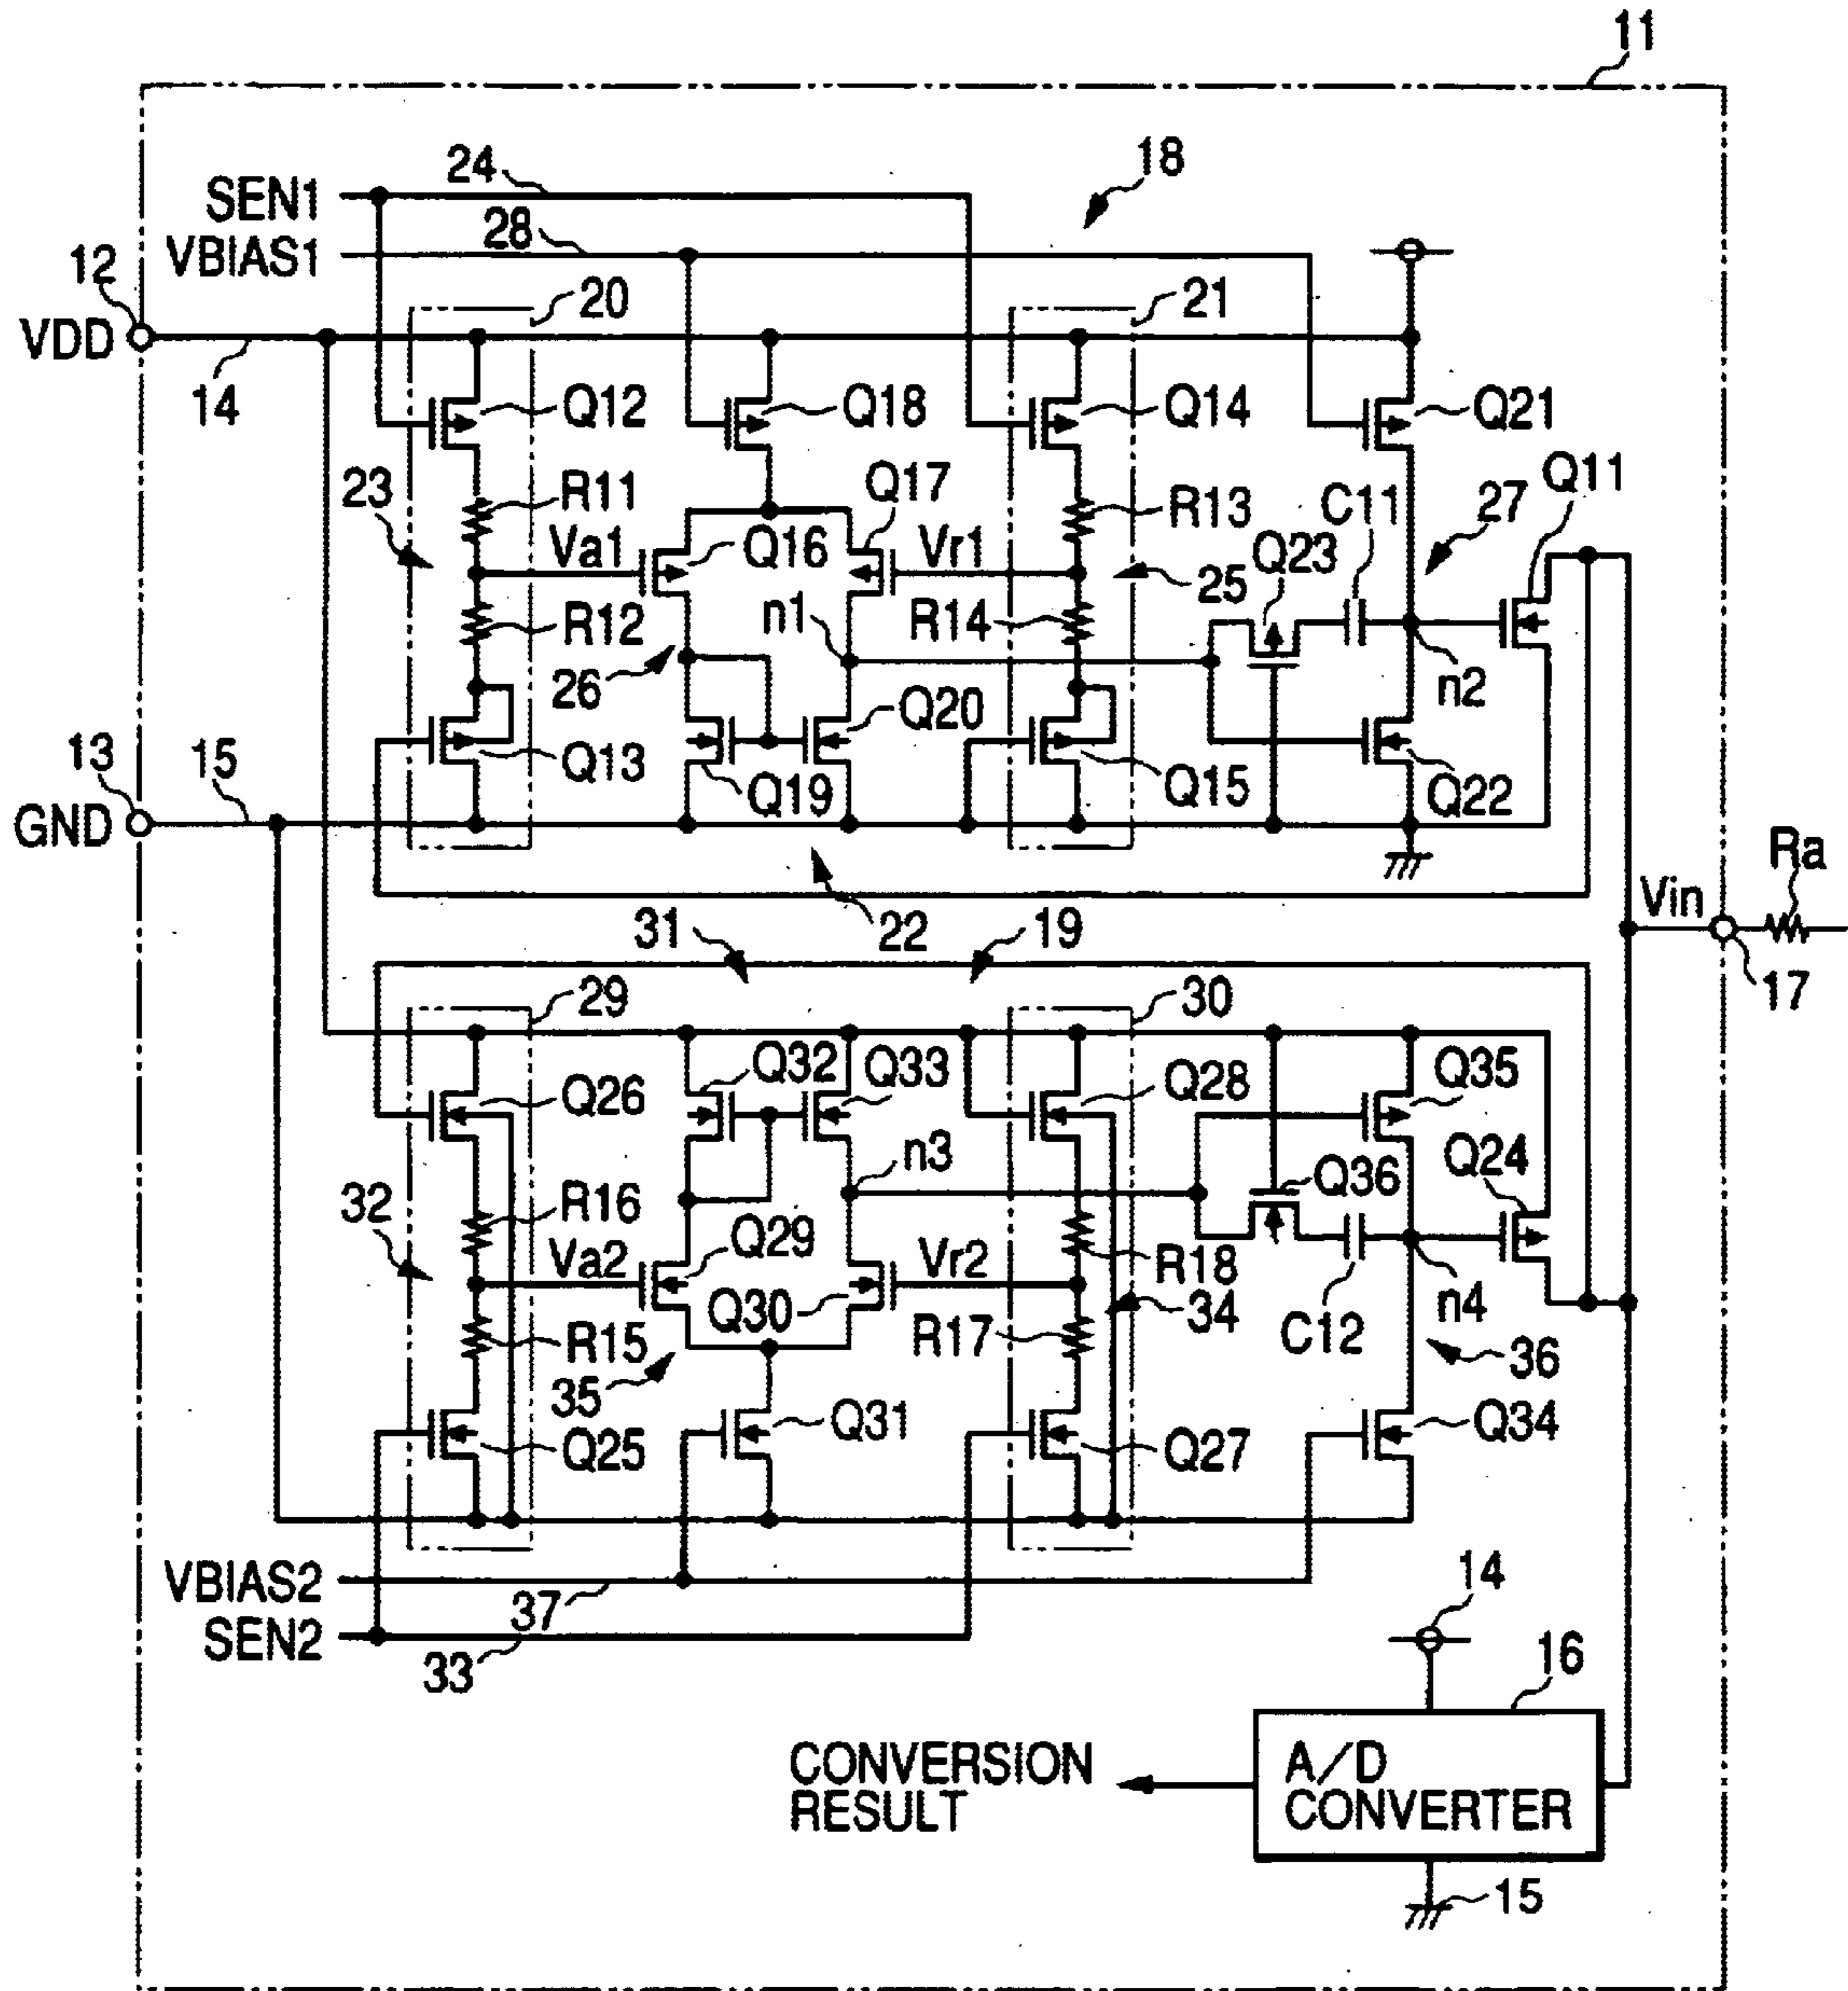 11
24
18
SEN1
28
VBIAS1
12
20
21
VDD
14
Q12
Q18
Q14
Q21
Q11
23
R11
Q17
R13
C11
27
Va1
Q16
Vr1
Q23
25
R12
n1
R14
26
n2
Q20
13
15
Q13
Q19
Q15
Q22
GND
Ra
22
Vin
31
19
17
29
30
Q32
Q33
Q26
Q28
Q35
n3
Q24
32
R16
Q36
Q29
Va2
Vr2
R18
Q30
34
n4
R15
R17
C12
36
35
Q31
Q34
Q25
Q27
VBIAS2
37
14
SEN2
33
16
CONVERSION
RESULT
A/D
CONVERTER
15